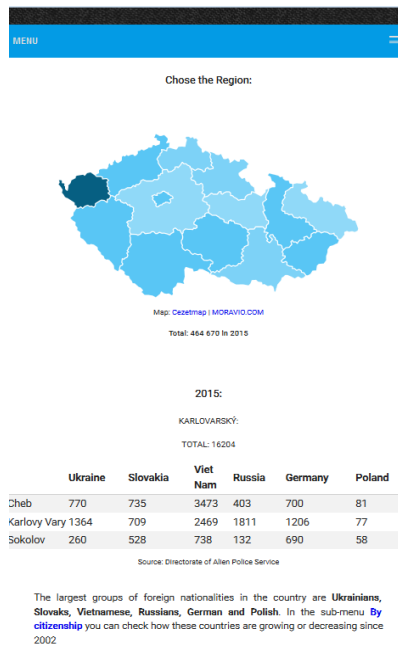 MENU
Chose the Region:
Map: Cezetmap | MORAVIO.COM
Total: 464 670 in 2015
2015:
KARLOVARSKÝ:
TOTAL: 16204
Ukraine Slovakia Viet Nam Russia Germany Poland
Cheb 770 735 3473 403 700 81
Karlovy Vary 1364 709 2469 1811 1206 77
Sokolov 260 528 738 132 690 58
Source: Directorate of Alien Police Service
The largest groups of foreign nationalities in the country are Ukrainians,
Slovaks, Vietnamese, Russians, German and Polish. In the sub-menu By
citizenship you can check how these countries are growing or decreasing since
2002